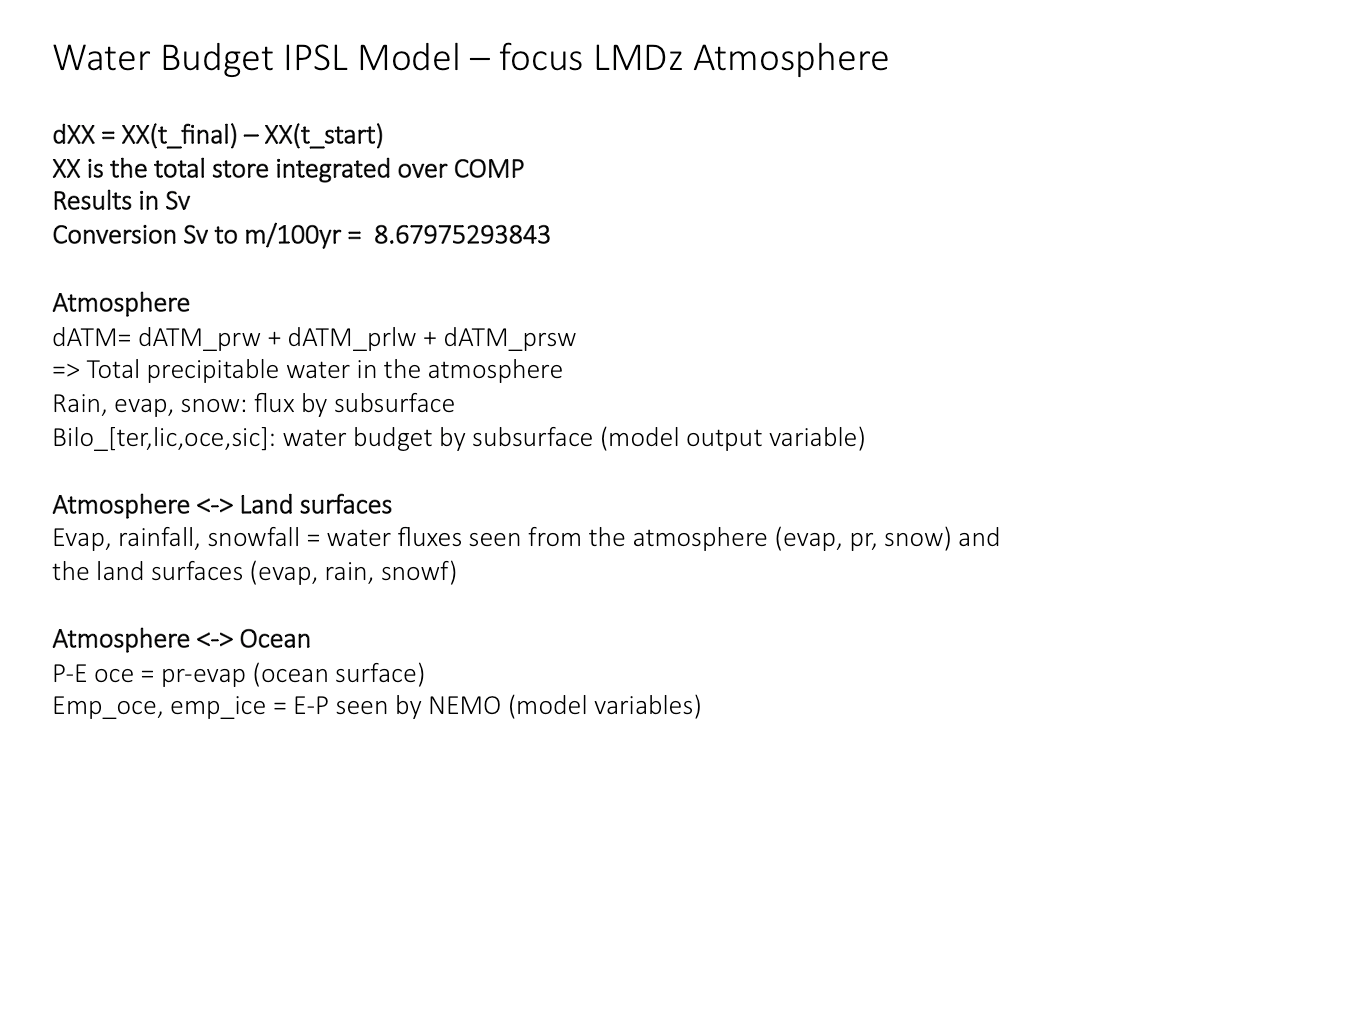 Water Budget IPSL Model – focus LMDz Atmosphere
dXX = XX(t_final) – XX(t_start)
XX is the total store integrated over COMP
Results in Sv
Conversion Sv to m/100yr =  8.67975293843
Atmosphere
dATM= dATM_prw + dATM_prlw + dATM_prsw
=> Total precipitable water in the atmosphere
Rain, evap, snow: flux by subsurface
Bilo_[ter,lic,oce,sic]: water budget by subsurface (model output variable)
Atmosphere <-> Land surfaces
Evap, rainfall, snowfall = water fluxes seen from the atmosphere (evap, pr, snow) and
the land surfaces (evap, rain, snowf)
Atmosphere <-> Ocean
P-E oce = pr-evap (ocean surface)
Emp_oce, emp_ice = E-P seen by NEMO (model variables)